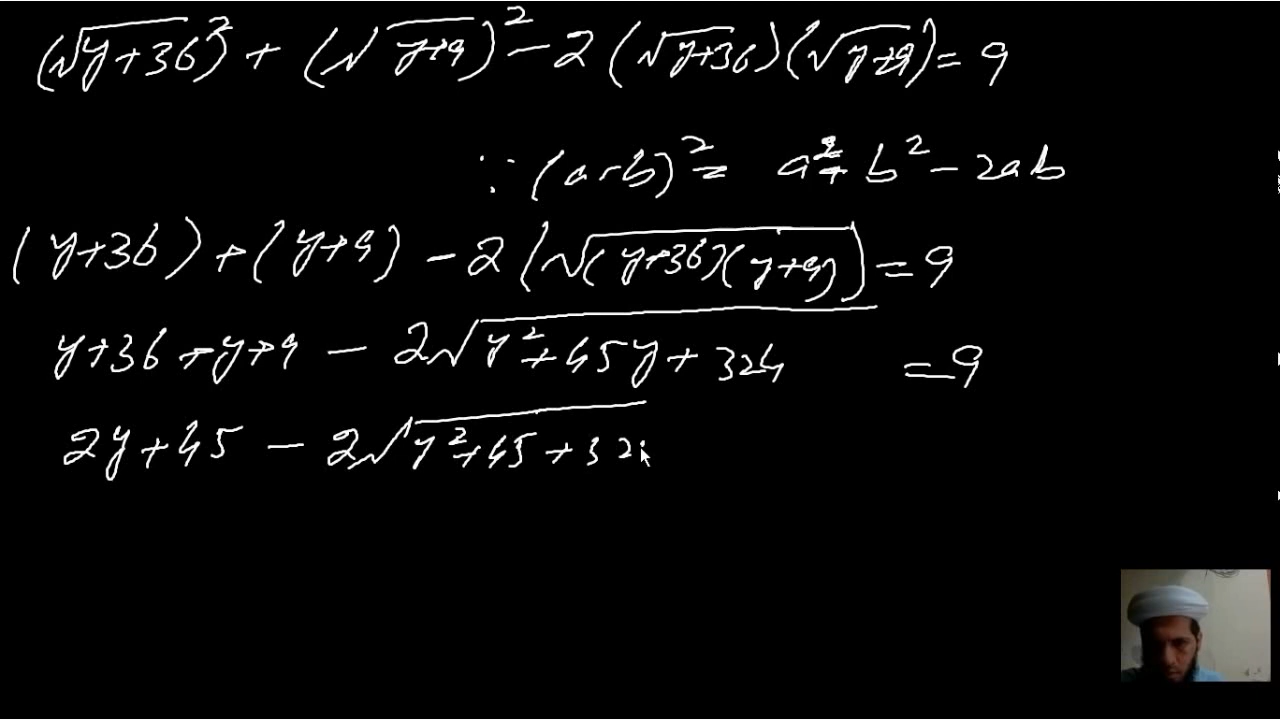 (√y+36)² + (√y+9)² - 2(√y+36)(√y+9) = 9
∵ (a-b)² = a² + b² - 2ab
(y+36) + (y+9) - 2(√(y+36)(y+9)) = 9
y+36+y+9 - 2√y²+45y+324 = 9
2y+45 - 2√y²+45+32